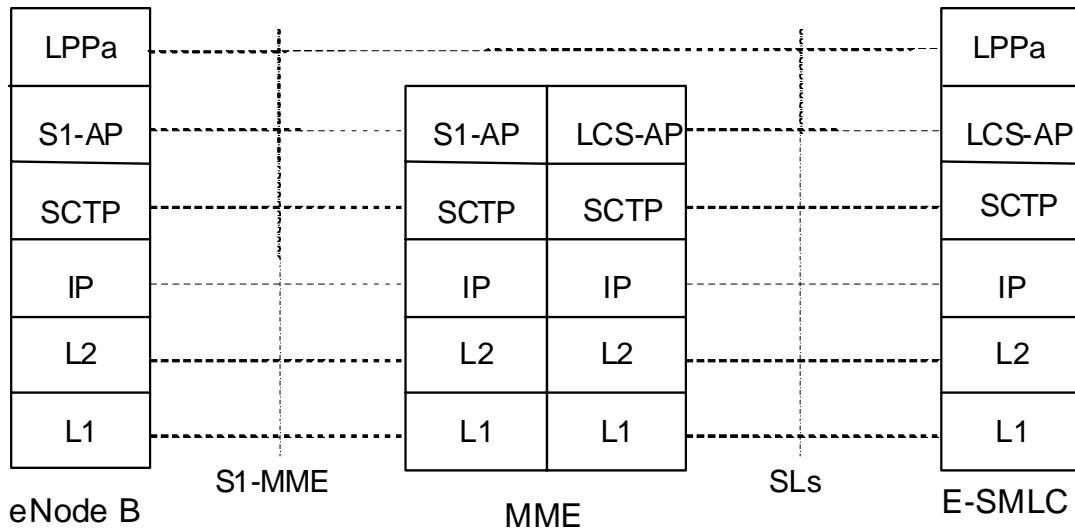 LPPa
LPPa
S1-AP
S1-AP
LCS-AP
LCS-AP
SCTP
SCTP
SCTP
SCTP
IP
IP
IP
IP
L2
L2
L2
L2
L1
L1
L1
L1
S1-MME
SLs
eNode B
MME
E-SMLC